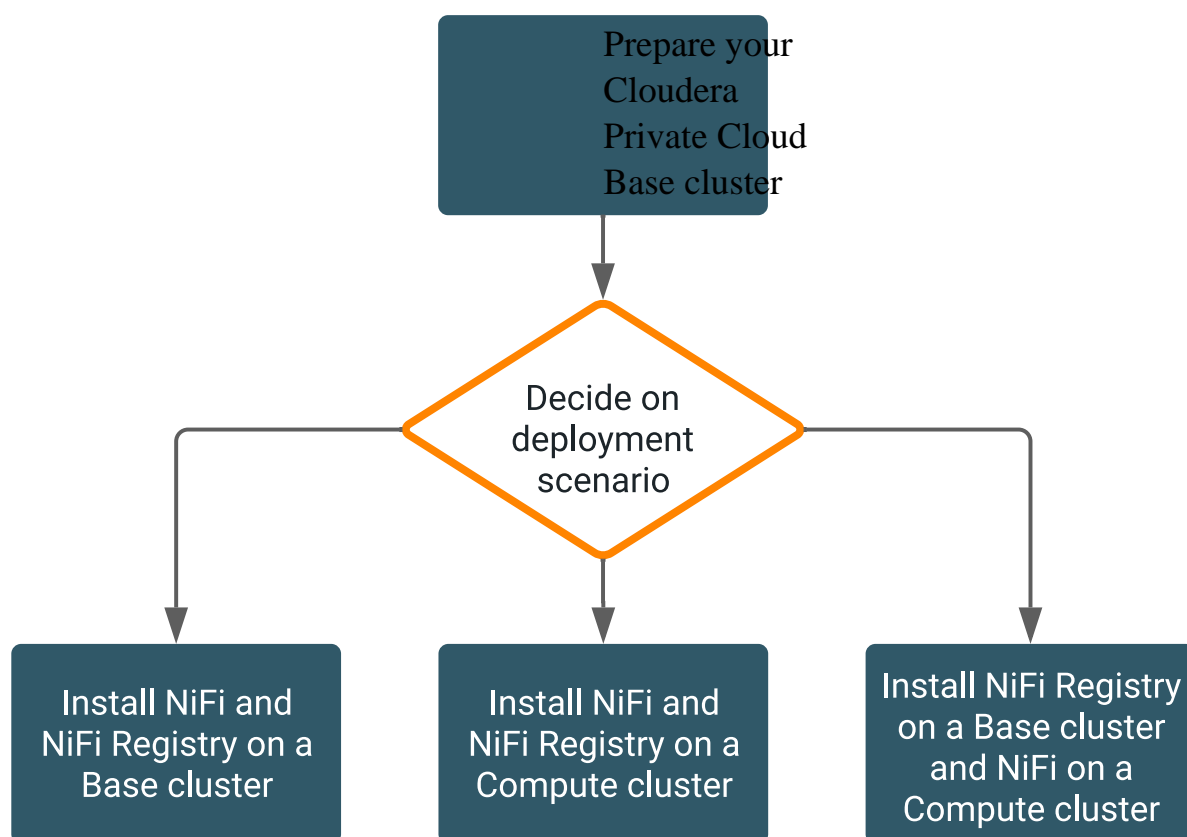 Prepare your
Cloudera
Private Cloud
Base cluster
Decide on
deployment
scenario
Install NiFi and
NiFi Registry on a
Base cluster
Install NiFi and
NiFi Registry on a
Compute cluster
Install NiFi Registry
on a Base cluster
and NiFi on a
Compute cluster